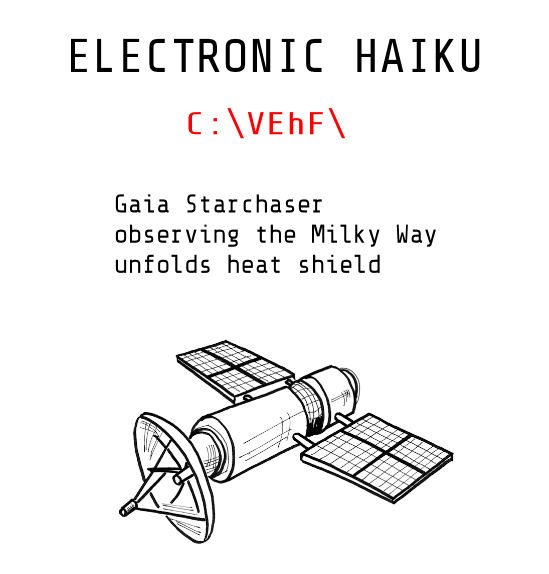 ELECTRONIC HAIKU
C:\VEhF\
Gaia Starchaser
observing the Milky Way
unfolds heat shield